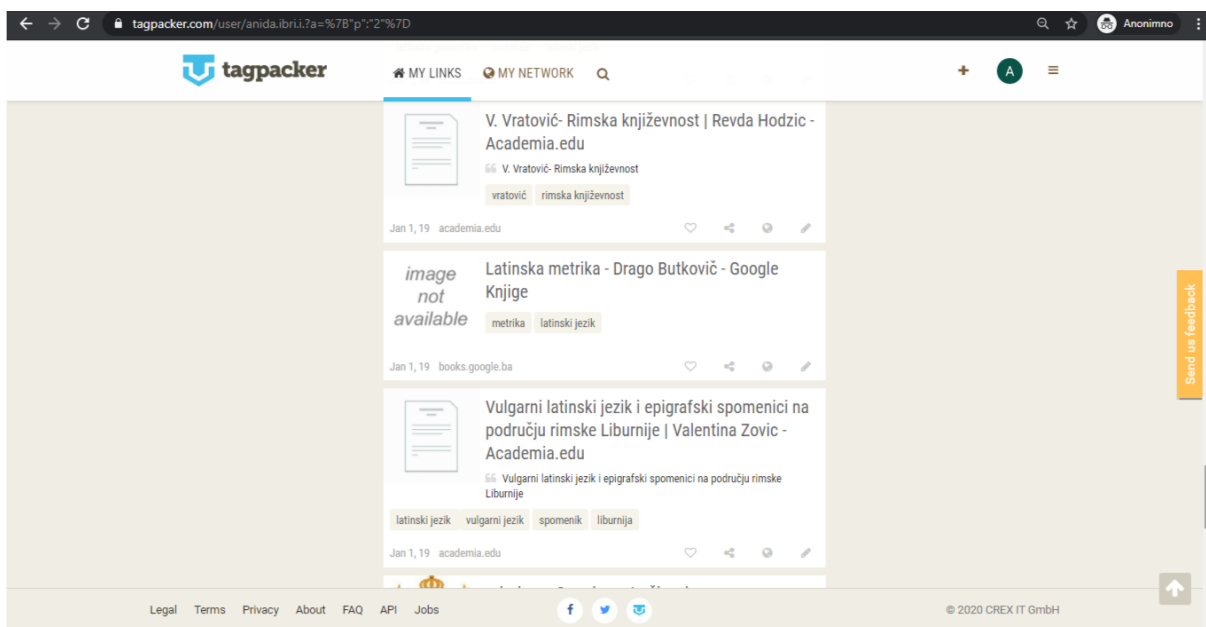 tagpacker.com/user/anida.ibri.i.?a=%7B"p":"2"%7D
Anonimno
tagpacker
MY LINKS
MY NETWORK
A
V. Vratović- Rimska književnost | Revda Hodzic -
Academia.edu
V. Vratović- Rimska književnost
vratović rimska književnost
Jan 1, 19 academia.edu
image
not
available
Latinska metrika - Drago Butkovič - Google
Knjige
metrika latinski jezik
Jan 1, 19 books.google.ba
Vulgarni latinski jezik i epigrafski spomenici na
području rimske Liburnije | Valentina Zovic -
Academia.edu
Vulgarni latinski jezik i epigrafski spomenici na području rimske
Liburnije
latinski jezik vulgarni jezik spomenik liburnija
Jan 1, 19 academia.edu
Send us feedback
Legal Terms Privacy About FAQ API Jobs
© 2020 CREX IT GmbH